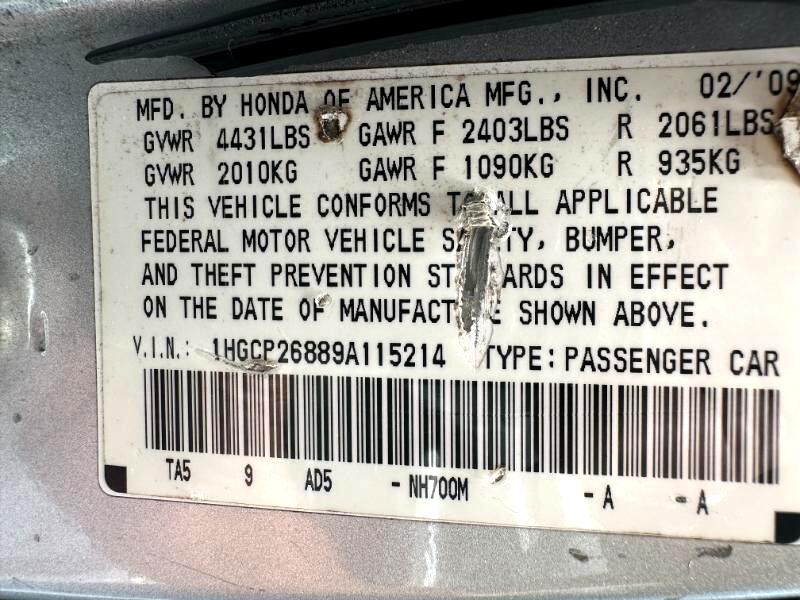 MFD. BY HONDA OF AMERICA MFG., INC. 02/'09
GVWR 4431LBS GAWR F 2403LBS R 2061LBS
GVWR 2010KG GAWR F 1090KG R 935KG
THIS VEHICLE CONFORMS TO ALL APPLICABLE
FEDERAL MOTOR VEHICLE S TY, BUMPER,
AND THEFT PREVENTION ST ARDS IN EFFECT
ON THE DATE OF MANUFACT E SHOWN ABOVE.
V.I.N.: 1HGCP26889A115214 TYPE: PASSENGER CAR
TA5 9 AD5 - NH700M - A - A